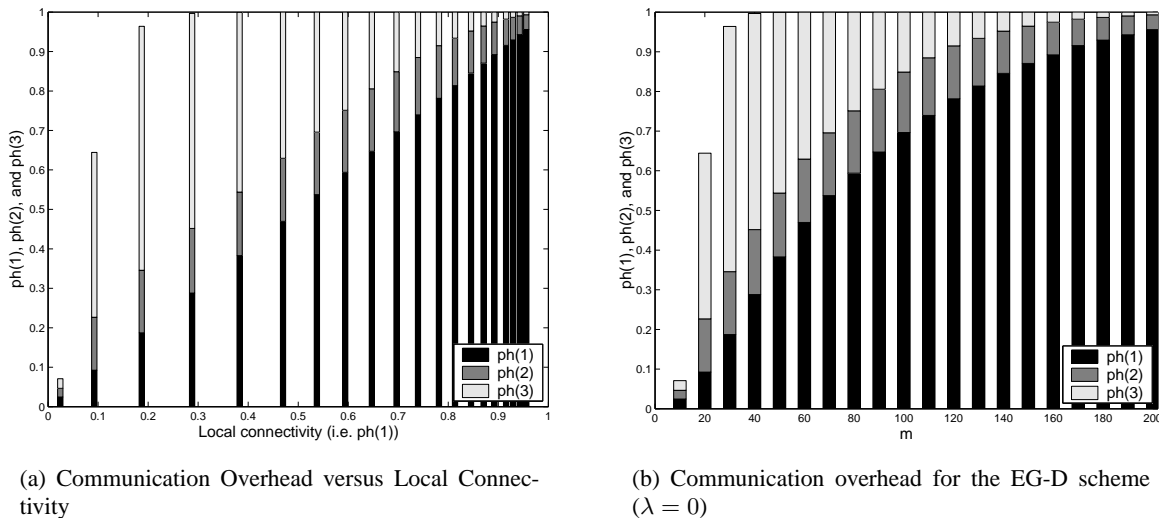 1
0.9
0.8
0.7
0.6
0.5
0.4
0.3
0.2
0.1
0
ph(1), ph(2), and ph(3)
0 0.1 0.2 0.3 0.4 0.5 0.6 0.7 0.8 0.9 1
Local connectivity (i.e. ph(1))
ph(1)
ph(2)
ph(3)
(a) Communication Overhead versus Local Connec-
tivity
1
0.9
0.8
0.7
0.6
0.5
0.4
0.3
0.2
0.1
0
ph(1), ph(2), and ph(3)
0 20 40 60 80 100 120 140 160 180 200
m
ph(1)
ph(2)
ph(3)
(b) Communication overhead for the EG-D scheme
(λ = 0)